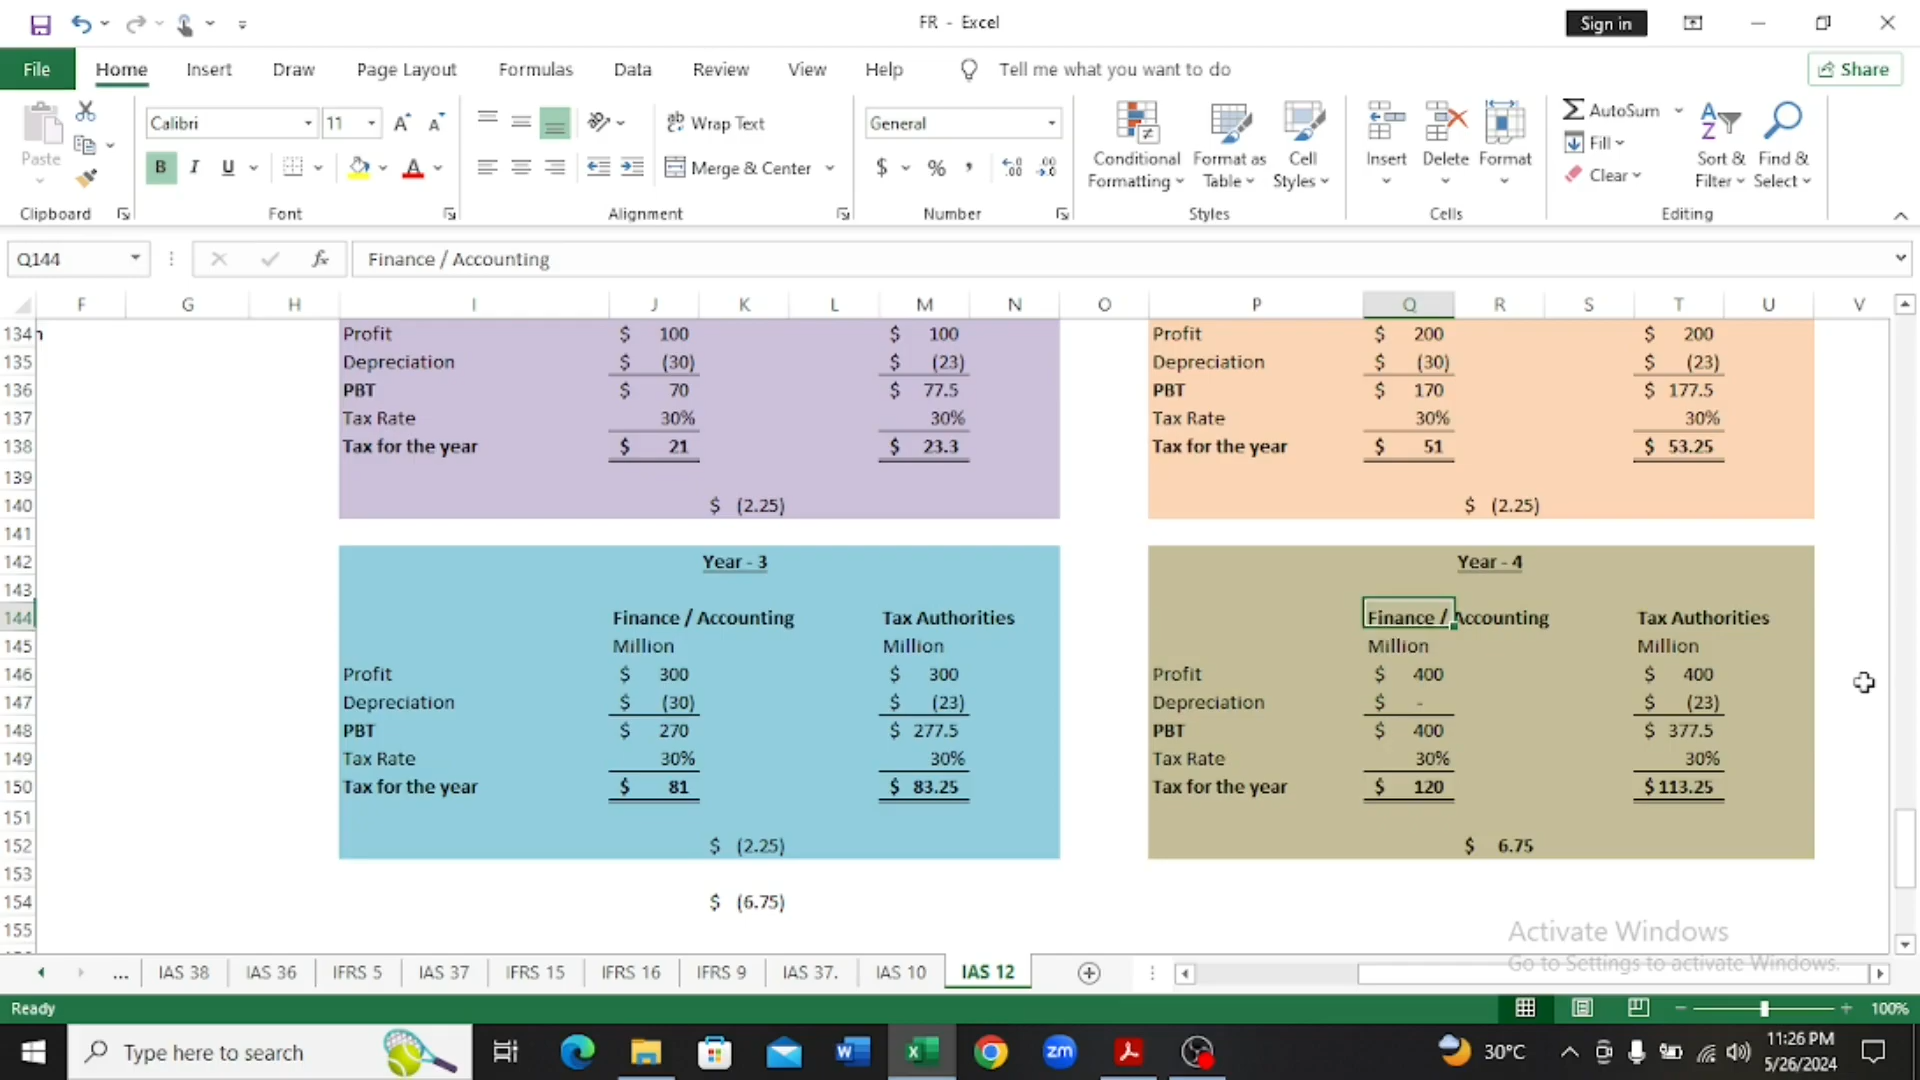 FR - Excel
Sign in
File Home Insert Draw Page Layout Formulas Data Review View Help Tell me what you want to do Share
Paste
Calibri 11
Wrap Text
General
Conditional Formatting
Format as Table
Cell Styles
Insert Delete Format
AutoSum
Fill
Clear
Sort & Filter
Find & Select
B I U
Merge & Center
$ % ,
Clipboard Font Alignment Number Styles Cells Editing
Q144 fx Finance / Accounting
F G H I J K L M N O P Q R S T U V
134 Profit $ 100 $ 100 Profit $ 200 $ 200
135 Depreciation $ (30) $ (23) Depreciation $ (30) $ (23)
136 PBT $ 70 $ 77.5 PBT $ 170 $ 177.5
137 Tax Rate 30% 30% Tax Rate 30% 30%
138 Tax for the year $ 21 $ 23.3 Tax for the year $ 51 $ 53.25
139
140 $ (2.25) $ (2.25)
141
142 Year - 3 Year - 4
143
144 Finance / Accounting Tax Authorities Finance / Accounting Tax Authorities
145 Million Million Million Million
146 Profit $ 300 $ 300 Profit $ 400 $ 400
147 Depreciation $ (30) $ (23) Depreciation $ - $ (23)
148 PBT $ 270 $ 277.5 PBT $ 400 $ 377.5
149 Tax Rate 30% 30% Tax Rate 30% 30%
150 Tax for the year $ 81 $ 83.25 Tax for the year $ 120 $ 113.25
151
152 $ (2.25) $ 6.75
153
154 $ (6.75)
155
Activate Windows
Go to Settings to activate Windows.
... IAS 38 IAS 36 IFRS 5 IAS 37 IFRS 15 IFRS 16 IFRS 9 IAS 37. IAS 10 IAS 12
Ready 100%
Type here to search
zm
30°C
11:26 PM
5/26/2024